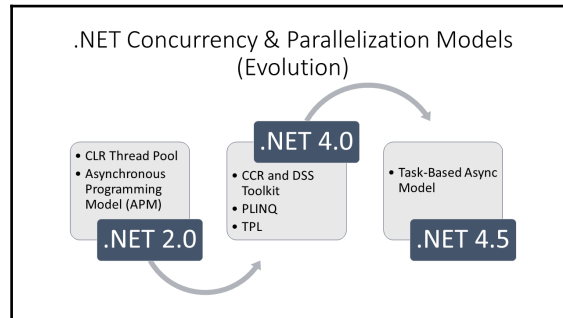 .NET Concurrency & Parallelization Models
(Evolution)
• CLR Thread Pool
• Asynchronous
Programming
Model (APM)
.NET 2.0
.NET 4.0
• CCR and DSS
Toolkit
• PLINQ
• TPL
• Task-Based Async
Model
.NET 4.5